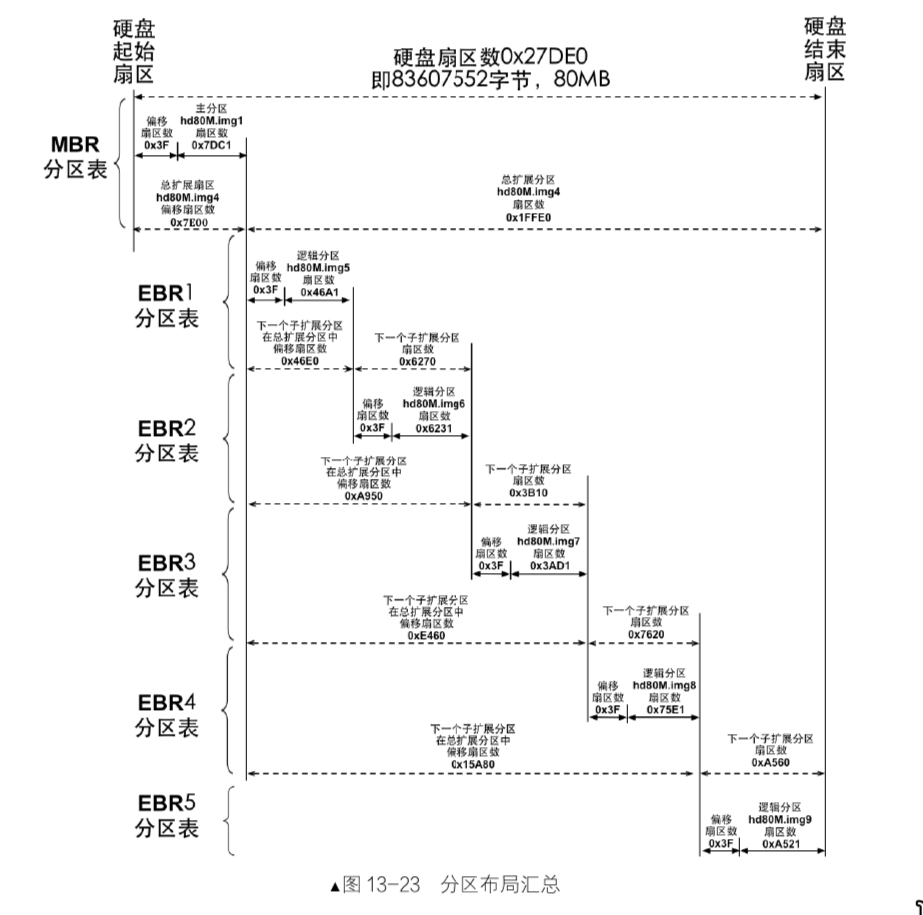 硬盘
起始
扇区
硬盘扇区数0x27DE0
即83607552字节，80MB
硬盘
结束
扇区
MBR
分区表
偏移
扇区数
0x3F
主分区
hd80M.img1
扇区数
0x7DC1
总扩展扇区
hd80M.img4
偏移扇区数
0x7E00
总扩展分区
hd80M.img4
扇区数
0x1FFE0
EBR1
分区表
偏移
扇区数
0x3F
逻辑分区
hd80M.img5
扇区数
0x46A1
下一个子扩展分区
在总扩展分区中
偏移扇区数
0x46E0
下一个子扩展分区
扇区数
0x6270
EBR2
分区表
偏移
扇区数
0x3F
逻辑分区
hd80M.img6
扇区数
0x6231
下一个子扩展分区
在总扩展分区中
偏移扇区数
0xA950
下一个子扩展分区
扇区数
0x3B10
EBR3
分区表
偏移
扇区数
0x3F
逻辑分区
hd80M.img7
扇区数
0x3AD1
下一个子扩展分区
在总扩展分区中
偏移扇区数
0xE460
下一个子扩展分区
扇区数
0x7620
EBR4
分区表
偏移
扇区数
0x3F
逻辑分区
hd80M.img8
扇区数
0x75E1
下一个子扩展分区
在总扩展分区中
偏移扇区数
0x15A80
下一个子扩展分区
扇区数
0xA560
EBR5
分区表
偏移
扇区数
0x3F
逻辑分区
hd80M.img9
扇区数
0xA521
▲图 13-23 分区布局汇总